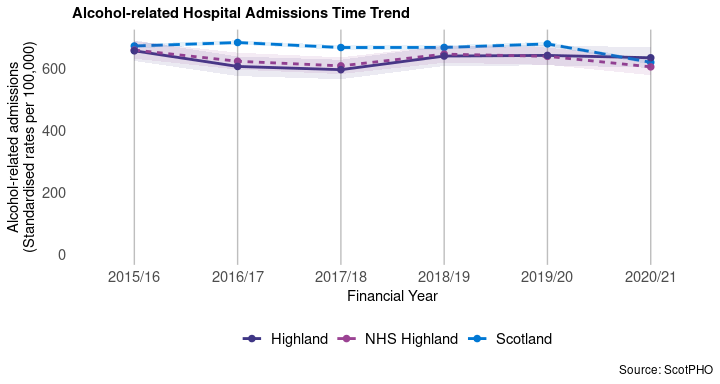 Alcohol-related Hospital Admissions Time Trend
Alcohol-related admissions
(Standardised rates per 100,000)
600
400
200
0
2015/16 2016/17 2017/18 2018/19 2019/20 2020/21
Financial Year
Highland NHS Highland Scotland
Source: ScotPHO